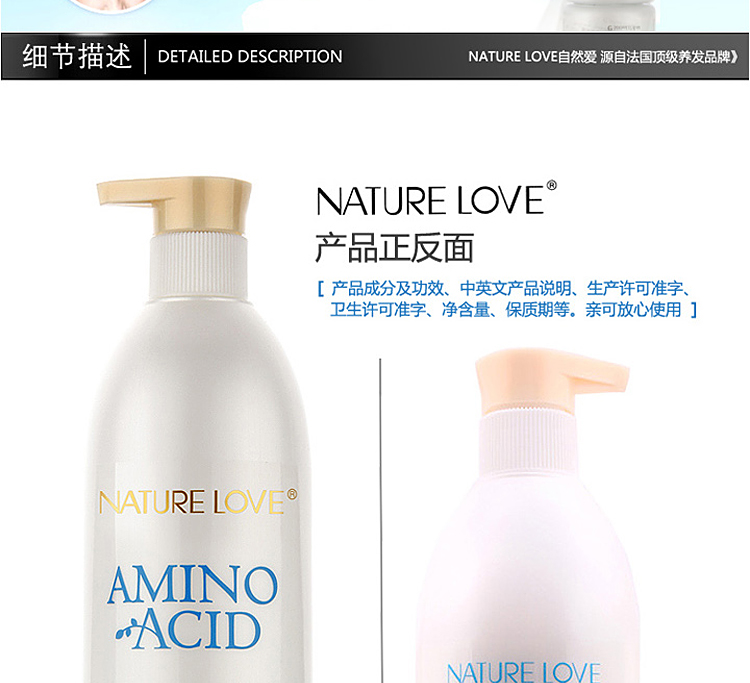 细节描述
DETAILED DESCRIPTION
NATURE LOVE自然爱 源自法国顶级养发品牌》
NATURE LOVE®
产品正反面
[ 产品成分及功效、中英文产品说明、生产许可准字、
卫生许可准字、净含量、保质期等。亲可放心使用 ]
NATURE LOVE®
AMINO
ACID
NATURE LOVE